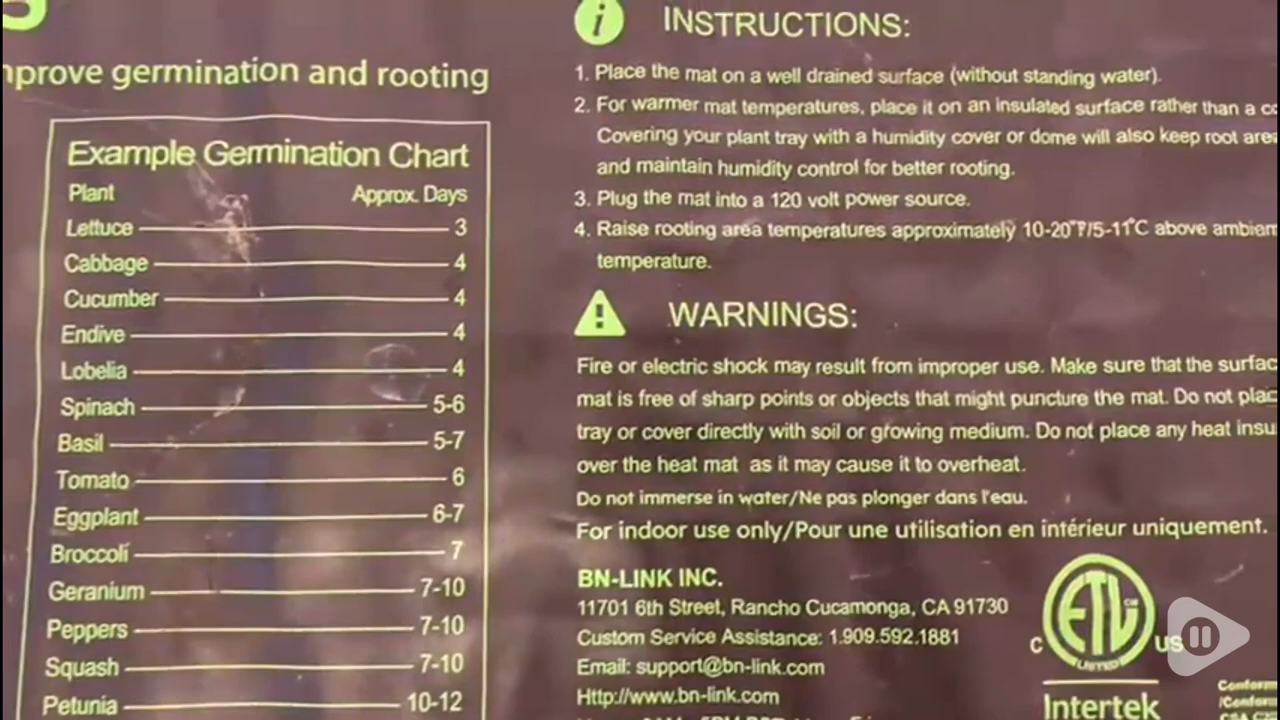 nprove germination and rooting
Example Germination Chart
Plant Approx. Days
Lettuce 3
Cabbage 4
Cucumber 4
Endive 4
Lobelia 4
Spinach 5-6
Basil 5-7
Tomato 6
Eggplant 6-7
Broccoli 7
Geranium 7-10
Peppers 7-10
Squash 7-10
Petunia 10-12
i INSTRUCTIONS:
1. Place the mat on a well drained surface (without standing water).
2. For warmer mat temperatures, place it on an insulated surface rather than a
Covering your plant tray with a humidity cover or dome will also keep root
and maintain humidity control for better rooting.
3. Plug the mat into a 120 volt power source.
4. Raise rooting area temperatures approximately 10-20°F/5-11°C above
temperature.
! WARNINGS:
Fire or electric shock may result from improper use. Make sure that the
mat is free of sharp points or objects that might puncture the mat. Do not
tray or cover directly with soil or growing medium. Do not place any heat
over the heat mat as it may cause it to overheat.
Do not immerse in water/Ne pas plonger dans l'eau.
For indoor use only/Pour une utilisation en intérieur uniquement.
BN-LINK INC.
11701 6th Street, Rancho Cucamonga, CA 91730
Custom Service Assistance: 1.909.592.1881
Email: support@bn-link.com
Http://www.bn-link.com
ETL
LISTED
C US
Intertek